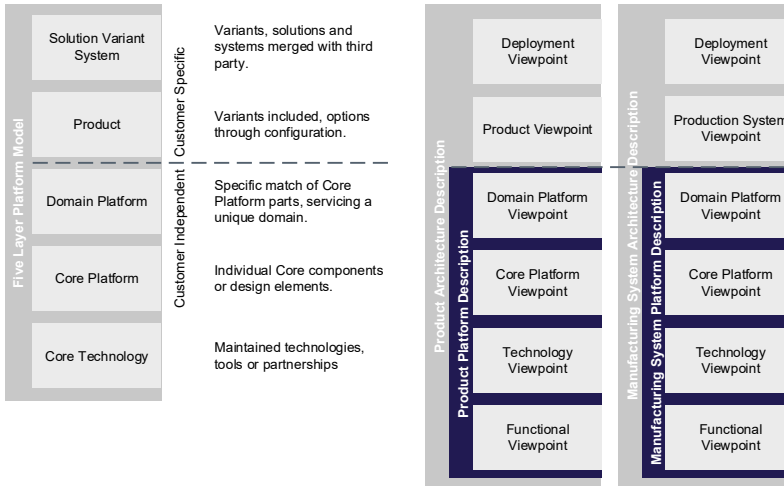 Five Layer Platform Model
Solution Variant
System
Product
Domain Platform
Core Platform
Core Technology
Customer Specific
Customer Independent
Variants, solutions and
systems merged with third
party.
Variants included, options
through configuration.
Specific match of Core
Platform parts, servicing a
unique domain.
Individual Core components
or design elements.
Maintained technologies,
tools or partnerships
Product Architecture Description
Product Platform Description
Deployment
Viewpoint
Product Viewpoint
Domain Platform
Viewpoint
Core Platform
Viewpoint
Technology
Viewpoint
Functional
Viewpoint
Manufacturing System Architecture Description
Manufacturing System Platform Description
Deployment
Viewpoint
Production System
Viewpoint
Domain Platform
Viewpoint
Core Platform
Viewpoint
Technology
Viewpoint
Functional
Viewpoint